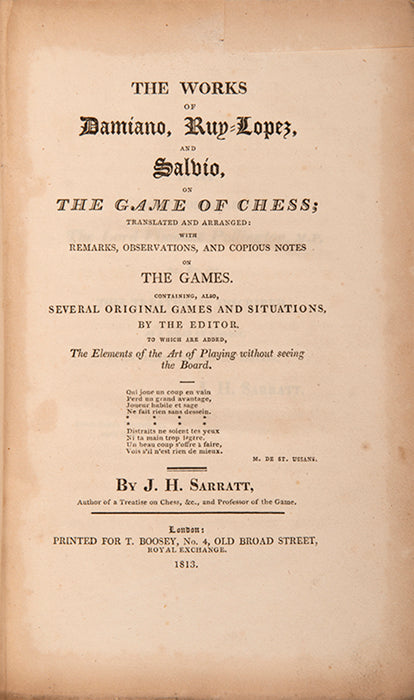 THE WORKS
OF
Damiano, Ruy-Lopez,
AND
Salvio,
ON
THE GAME OF CHESS;
TRANSLATED AND ARRANGED:
WITH
REMARKS, OBSERVATIONS, AND COPIOUS NOTES
ON
THE GAMES.
CONTAINING, ALSO,
SEVERAL ORIGINAL GAMES AND SITUATIONS,
BY THE EDITOR.
TO WHICH ARE ADDED,
The Elements of the Art of Playing without seeing
the Board.
Qui joue un coup en vain
Perd un grand avantage,
Joueur habile et sage
Ne fait rien sans dessein.
* * * *
* * * *
Distraits ne soient tes yeux
Ni ta main trop légère.
Un beau coup s'offre à faire,
Vois s'il n'est rien de mieux.
M. DE ST. USSANS.
BY J. H. SARRATT,
Author of a Treatise on Chess, &c., and Professor of the Game.
London:
PRINTED FOR T. BOOSEY, No. 4, OLD BROAD STREET,
ROYAL EXCHANGE.
1813.